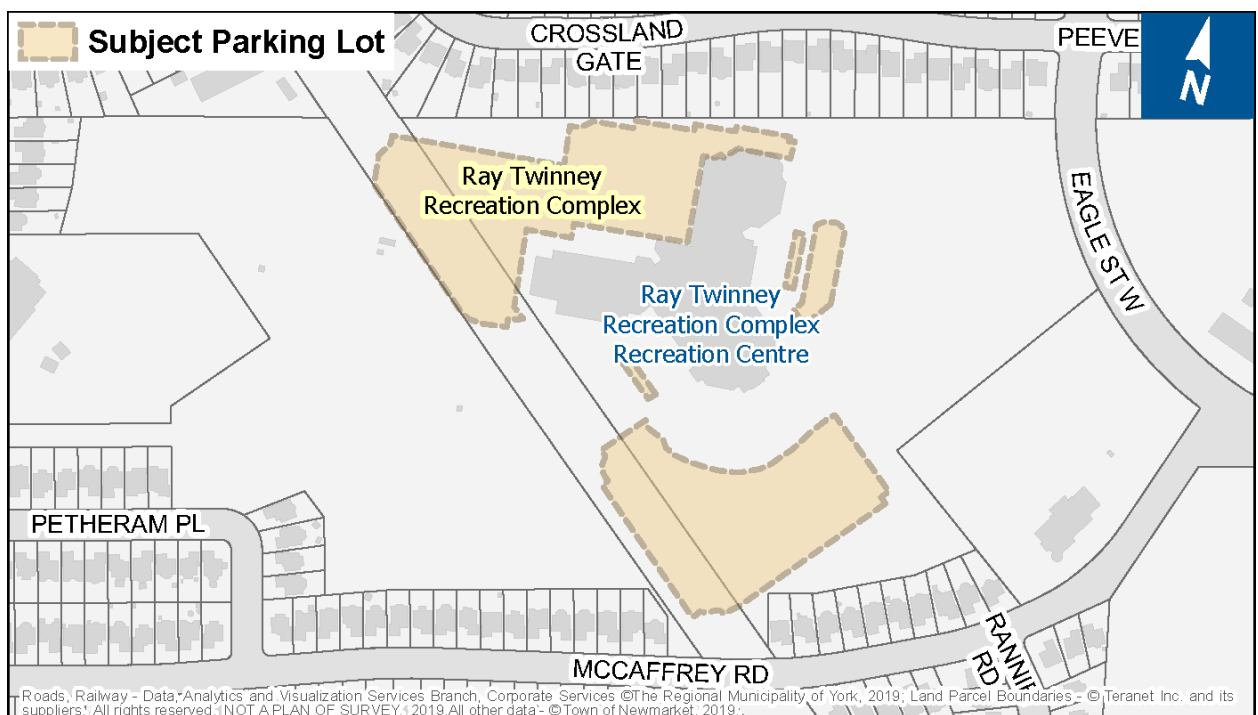 Subject Parking Lot
CROSSLAND
GATE
PEEVE
N
Ray Twinney
Recreation Complex
EAGLE ST W
Ray Twinney
Recreation Complex
Recreation Centre
PETHERAM PL
MCCAFFREY RD
RANNIE
RD
Roads, Railway - Data, Analytics and Visualization Services Branch, Corporate Services ©The Regional Municipality of York, 2019; Land Parcel Boundaries - © Teranet Inc. and its
suppliers. All rights reserved. NOT A PLAN OF SURVEY. 2019.All other data - © Town of Newmarket, 2019.